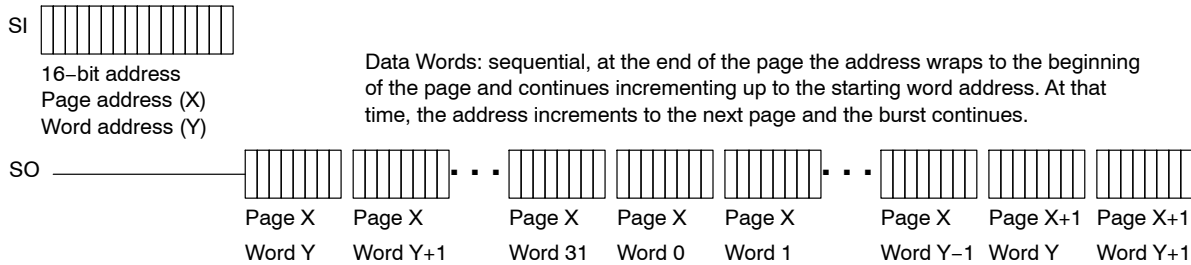 SI
16−bit address
Page address (X)
Word address (Y)
Data Words: sequential, at the end of the page the address wraps to the beginning
of the page and continues incrementing up to the starting word address. At that
time, the address increments to the next page and the burst continues.
SO
Page X Page X Page X Page X Page X Page X Page X+1 Page X+1
Word Y Word Y+1 Word 31 Word 0 Word 1 Word Y−1 Word Y Word Y+1